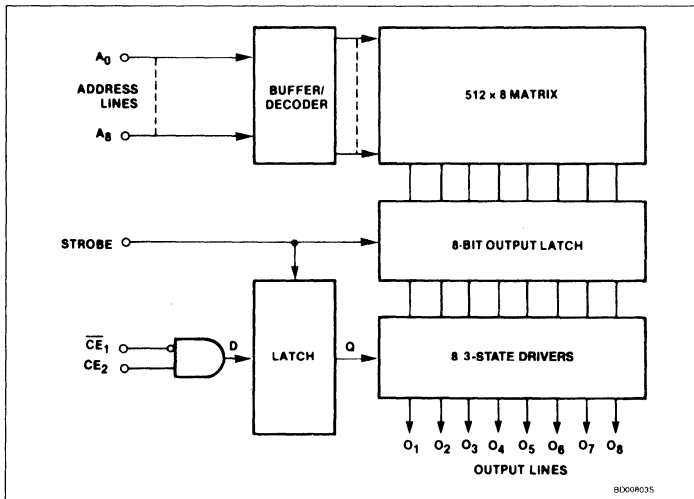 A0
ADDRESS
LINES
A8
BUFFER/
DECODER
512 × 8 MATRIX
STROBE
8-BIT OUTPUT LATCH
CE1
CE2
D
LATCH
Q
8 3-STATE DRIVERS
O1 O2 O3 O4 O5 O6 O7 O8
OUTPUT LINES
BD00803S